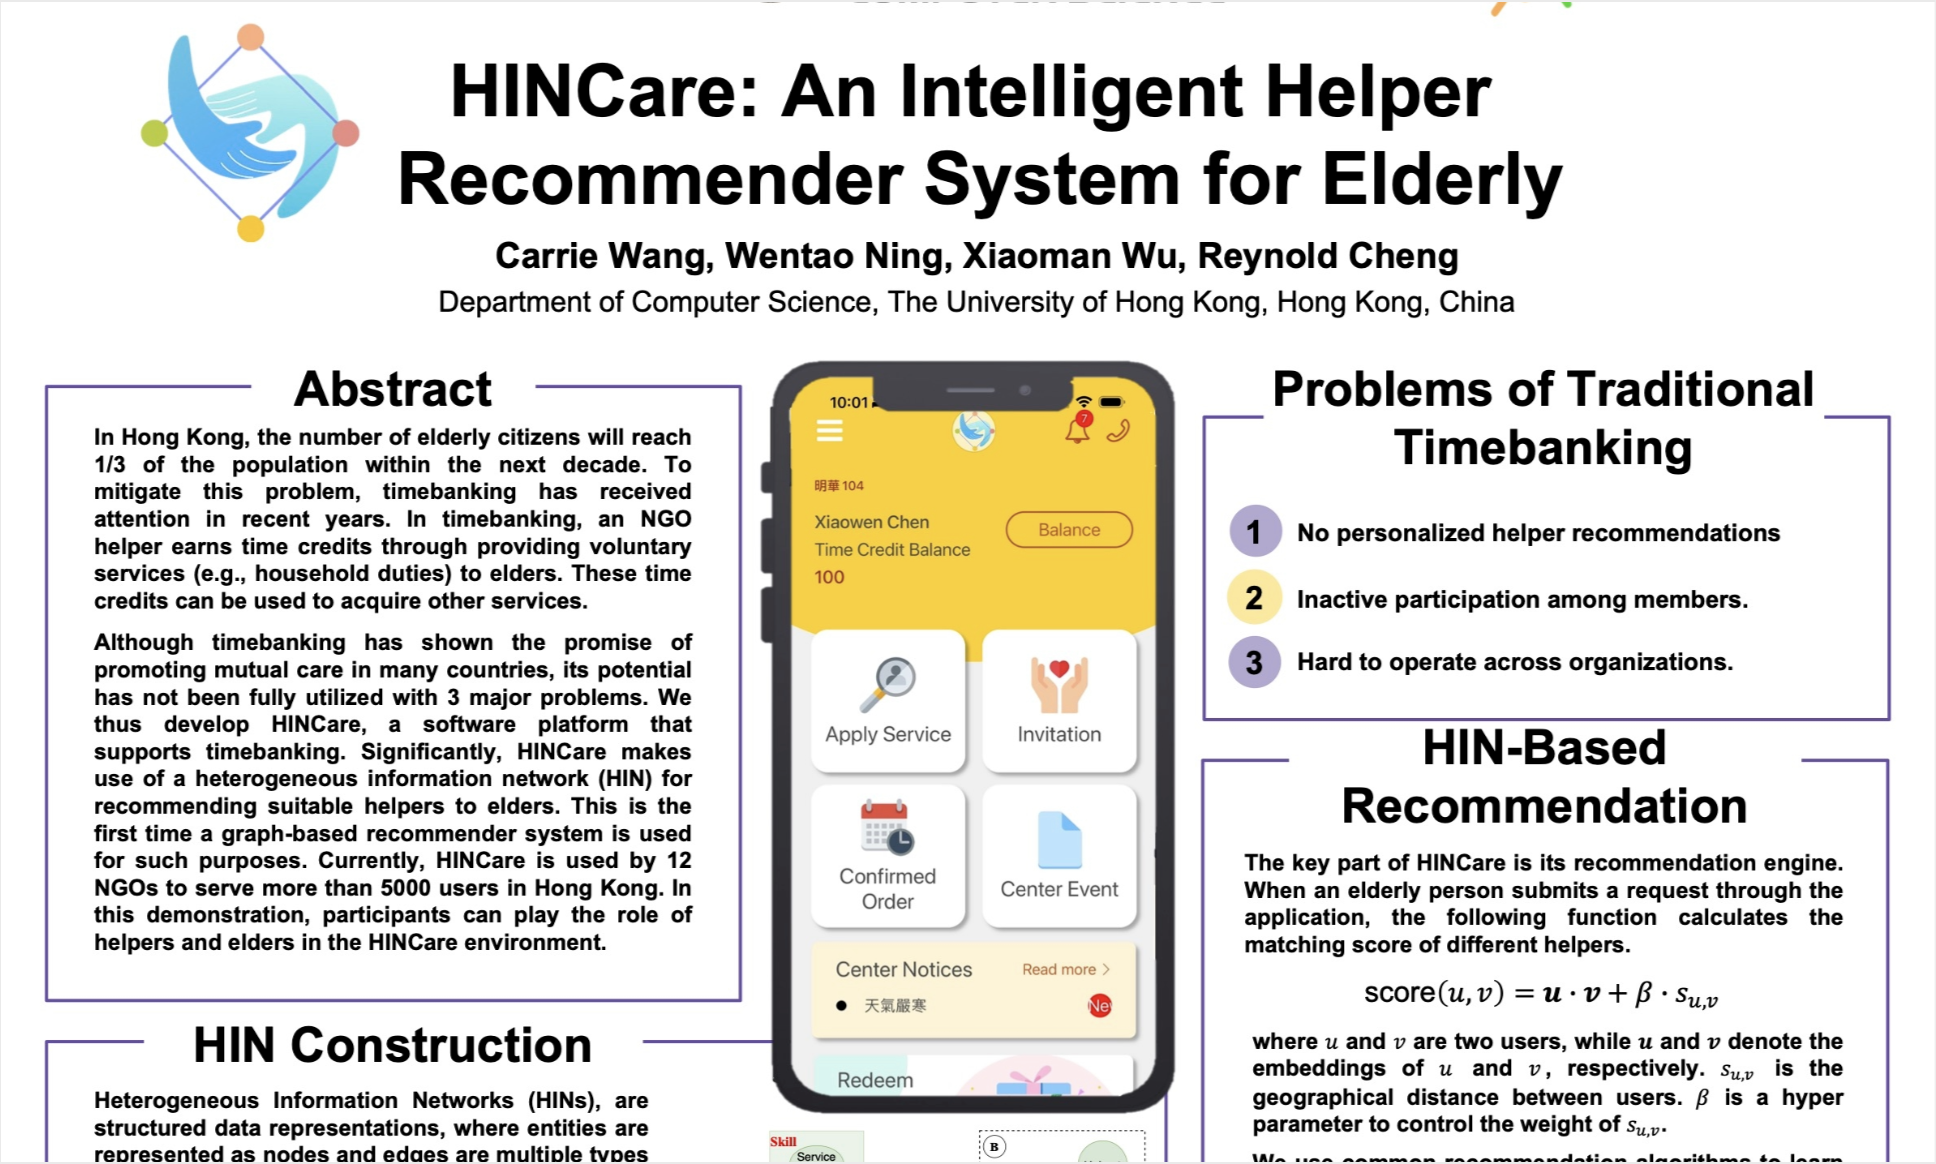 HINCare: An Intelligent Helper
Recommender System for Elderly
Carrie Wang, Wentao Ning, Xiaoman Wu, Reynold Cheng
Department of Computer Science, The University of Hong Kong, Hong Kong, China
Abstract
In Hong Kong, the number of elderly citizens will reach
1/3 of the population within the next decade. To
mitigate this problem, timebanking has received
attention in recent years. In timebanking, an NGO
helper earns time credits through providing voluntary
services (e.g., household duties) to elders. These time
credits can be used to acquire other services.
Although timebanking has shown the promise of
promoting mutual care in many countries, its potential
has not been fully utilized with 3 major problems. We
thus develop HINCare, a software platform that
supports timebanking. Significantly, HINCare makes
use of a heterogeneous information network (HIN) for
recommending suitable helpers to elders. This is the
first time a graph-based recommender system is used
for such purposes. Currently, HINCare is used by 12
NGOs to serve more than 5000 users in Hong Kong. In
this demonstration, participants can play the role of
helpers and elders in the HINCare environment.
HIN Construction
Heterogeneous Information Networks (HINs), are
structured data representations, where entities are
represented as nodes and edges are multiple types
10:01
7
明華 104
Xiaowen Chen
Time Credit Balance
100
Balance
Apply Service
Invitation
Confirmed
Order
Center Event
Center Notices
Read more >
● 天氣嚴寒
Ne
Redeem
Skill
Service
B
Problems of Traditional
Timebanking
1 No personalized helper recommendations
2 Inactive participation among members.
3 Hard to operate across organizations.
HIN-Based
Recommendation
The key part of HINCare is its recommendation engine.
When an elderly person submits a request through the
application, the following function calculates the
matching score of different helpers.
score(u, v) = u · v + β · s_{u,v}
where u and v are two users, while u and v denote the
embeddings of u and v, respectively. s_{u,v} is the
geographical distance between users. β is a hyper
parameter to control the weight of s_{u,v}.
We use common recommendation algorithms to learn